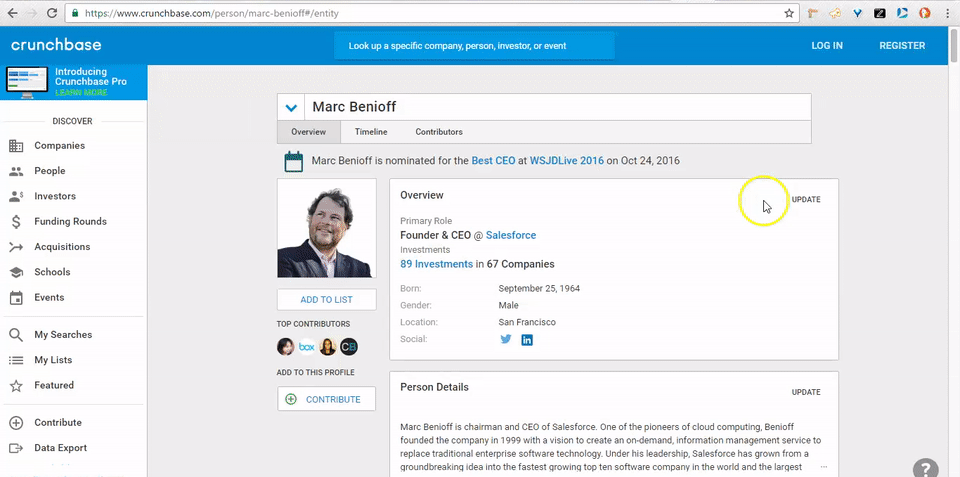 https://www.crunchbase.com/person/marc-benioff#/entity
crunchbase
Look up a specific company, person, investor, or event
LOG IN
REGISTER
Introducing
Crunchbase Pro
LEARN MORE
DISCOVER
Companies
People
Investors
Funding Rounds
Acquisitions
Schools
Events
My Searches
My Lists
Featured
Contribute
Data Export
Marc Benioff
Overview Timeline Contributors
Marc Benioff is nominated for the Best CEO at WSJDLive 2016 on Oct 24, 2016
ADD TO LIST
TOP CONTRIBUTORS
box
CB
ADD TO THIS PROFILE
CONTRIBUTE
Overview
UPDATE
Primary Role
Founder & CEO @ Salesforce
Investments
89 Investments in 67 Companies
Born: September 25, 1964
Gender: Male
Location: San Francisco
Social:
Person Details
UPDATE
Marc Benioff is chairman and CEO of Salesforce. One of the pioneers of cloud computing, Benioff
founded the company in 1999 with a vision to create an on-demand, information management service to
replace traditional enterprise software technology. Under his leadership, Salesforce has grown from a
groundbreaking idea into the fastest growing top ten software company in the world and the largest
...
?